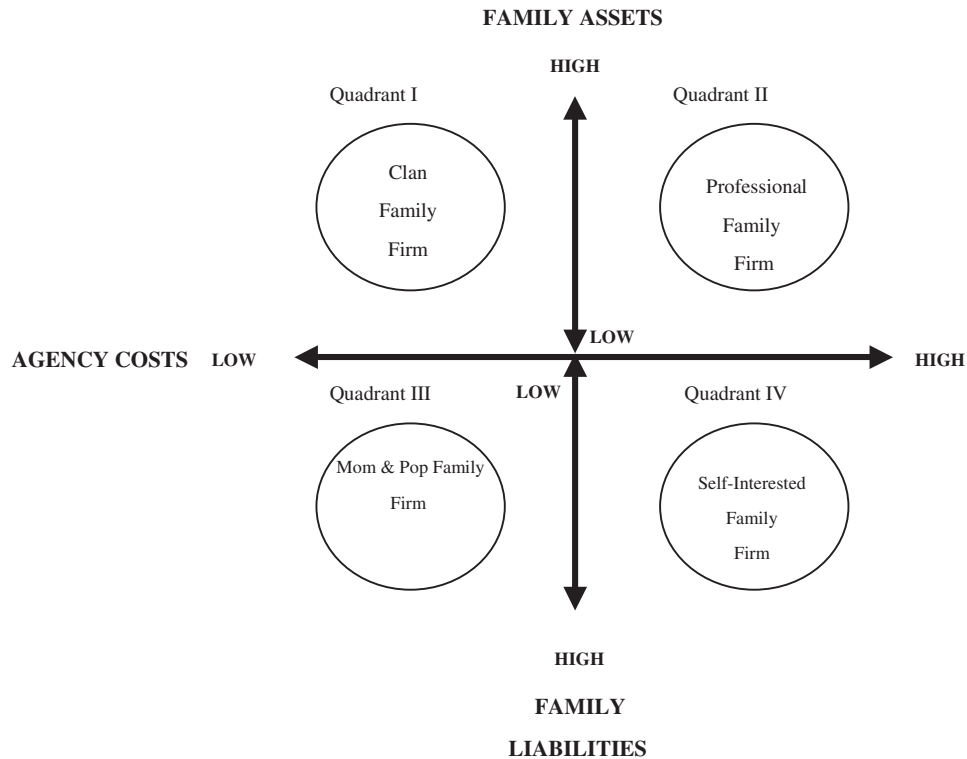 FAMILY ASSETS
HIGH
Quadrant I
Quadrant II
Clan
Family
Firm
Professional
Family
Firm
LOW
AGENCY COSTS LOW
HIGH
LOW
Quadrant III
Quadrant IV
Mom & Pop Family
Firm
Self-Interested
Family
Firm
HIGH
FAMILY
LIABILITIES